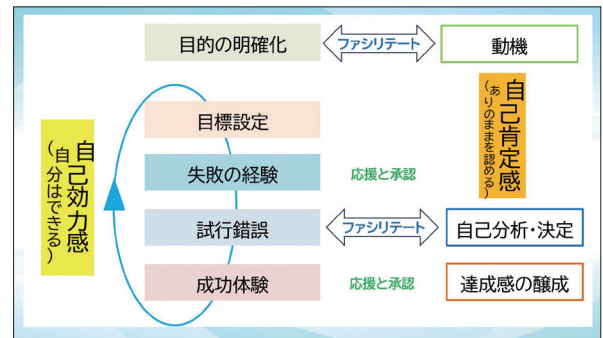 目的の明確化
ファシリテート
動機
目標設定
失敗の経験
応援と承認
試行錯誤
ファシリテート
自己分析・決定
成功体験
応援と承認
達成感の醸成
自己効力感
(自分はできる)
自己肯定感
(ありのままを認める)